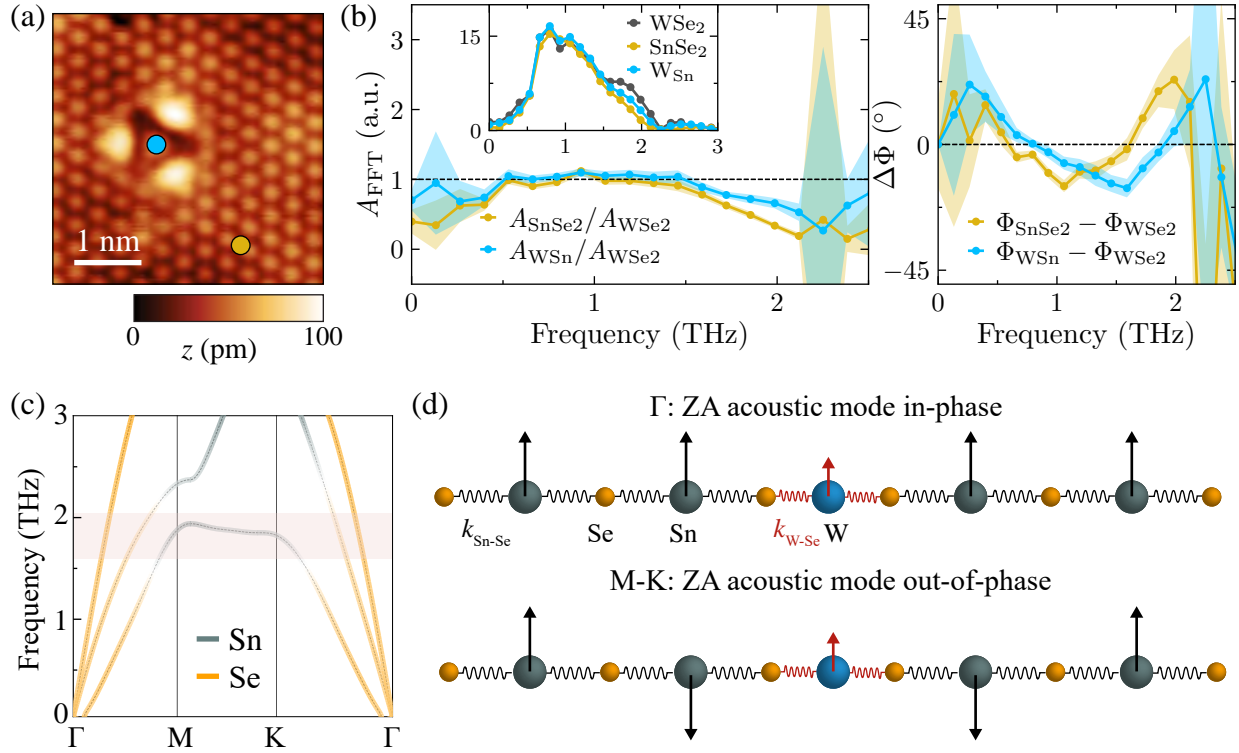 (a)
1 nm
0
100
z (pm)
(b)
A_FFT (a.u.)
3
2
1
0
15
0
0
1
2
3
WSe₂
SnSe₂
W_Sn
A_SnSe2/A_WSe2
A_WSn/A_WSe2
0
1
2
Frequency (THz)
ΔΦ (°)
45
0
−45
Φ_SnSe2 − Φ_WSe2
Φ_WSn − Φ_WSe2
0
1
2
Frequency (THz)
(c)
Frequency (THz)
3
2
1
0
Sn
Se
Γ
M
K
Γ
(d)
Γ: ZA acoustic mode in-phase
k_Sn-Se
Se
Sn
k_W-Se
W
M-K: ZA acoustic mode out-of-phase